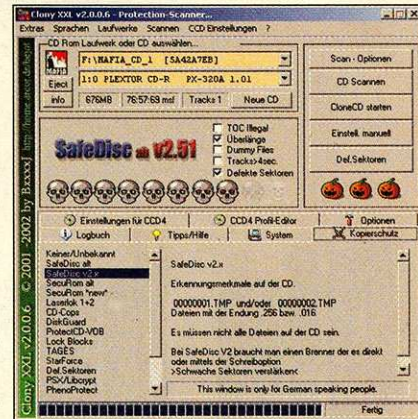 Clony XXL v2.0.0.6 - Protection-Scanner...
Extras Sprachen Laufwerke Scannen CCD Einstellungen ?
CD Rom Laufwerk oder CD auswählen...
F:\MAFIA_CD_1 [5A42A7EB]
1:0 PLEXTOR CD-R PX-320A 1.01
Mafia
Eject
info 676MB 76:57:69 msf Tracks 1 Neue CD
Scan - Optionen
CD Scannen
CloneCD starten
Einstell. manuell
Def.Sektoren
SafeDisc ab v2.51
TOC Illegal
Überlänge
Dummy Files
Tracks>4sec.
Defekte Sektoren
Einstellungen für CCD4
CCD4 Profil-Editor
Optionen
Logbuch
Tipps/Hilfe
System
Kopierschutz
Keiner/Unbekannt
SafeDisc alt
SafeDisc v2.x
SecuRom alt
SecuRom *new*
Laserlok 1+2
CD-Cops
DiskGuard
ProtectCD-VOB
Lock Blocks
TAGES
StarForce
Def.Sektoren
PSX/Libcrypt
PhenoProtect
SafeDisc v2.x
Erkennungsmerkmale auf der CD.
00000001.TMP und/oder 00000002.TMP
Dateien mit der Endung .256 bzw .016
Es müssen nicht alle Dateien auf der CD sein.
Bei SafeDisc V2 braucht man einen Brenner der es direkt
oder mittels der Schreiboption
>Schwache Sektoren verstärken<
This window is only for German speaking people.
Fertig
Clony XXL v2.0.0.6 © 2001 - 2002 by BxxxxJ